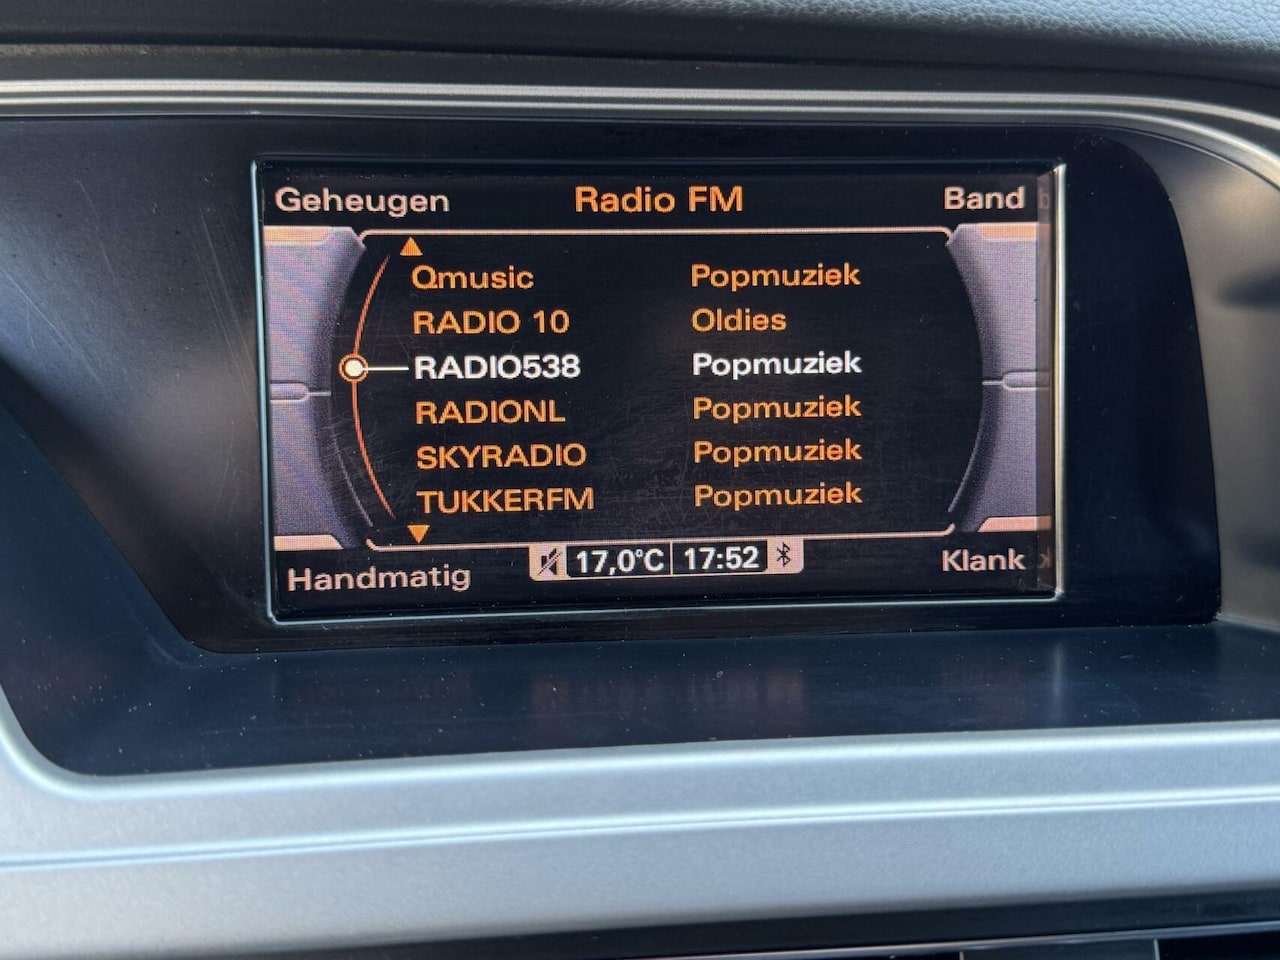 Geheugen Radio FM Band
Qmusic Popmuziek
RADIO 10 Oldies
RADIO538 Popmuziek
RADIONL Popmuziek
SKYRADIO Popmuziek
TUKKERFM Popmuziek
Handmatig 17,0°C 17:52 Klank